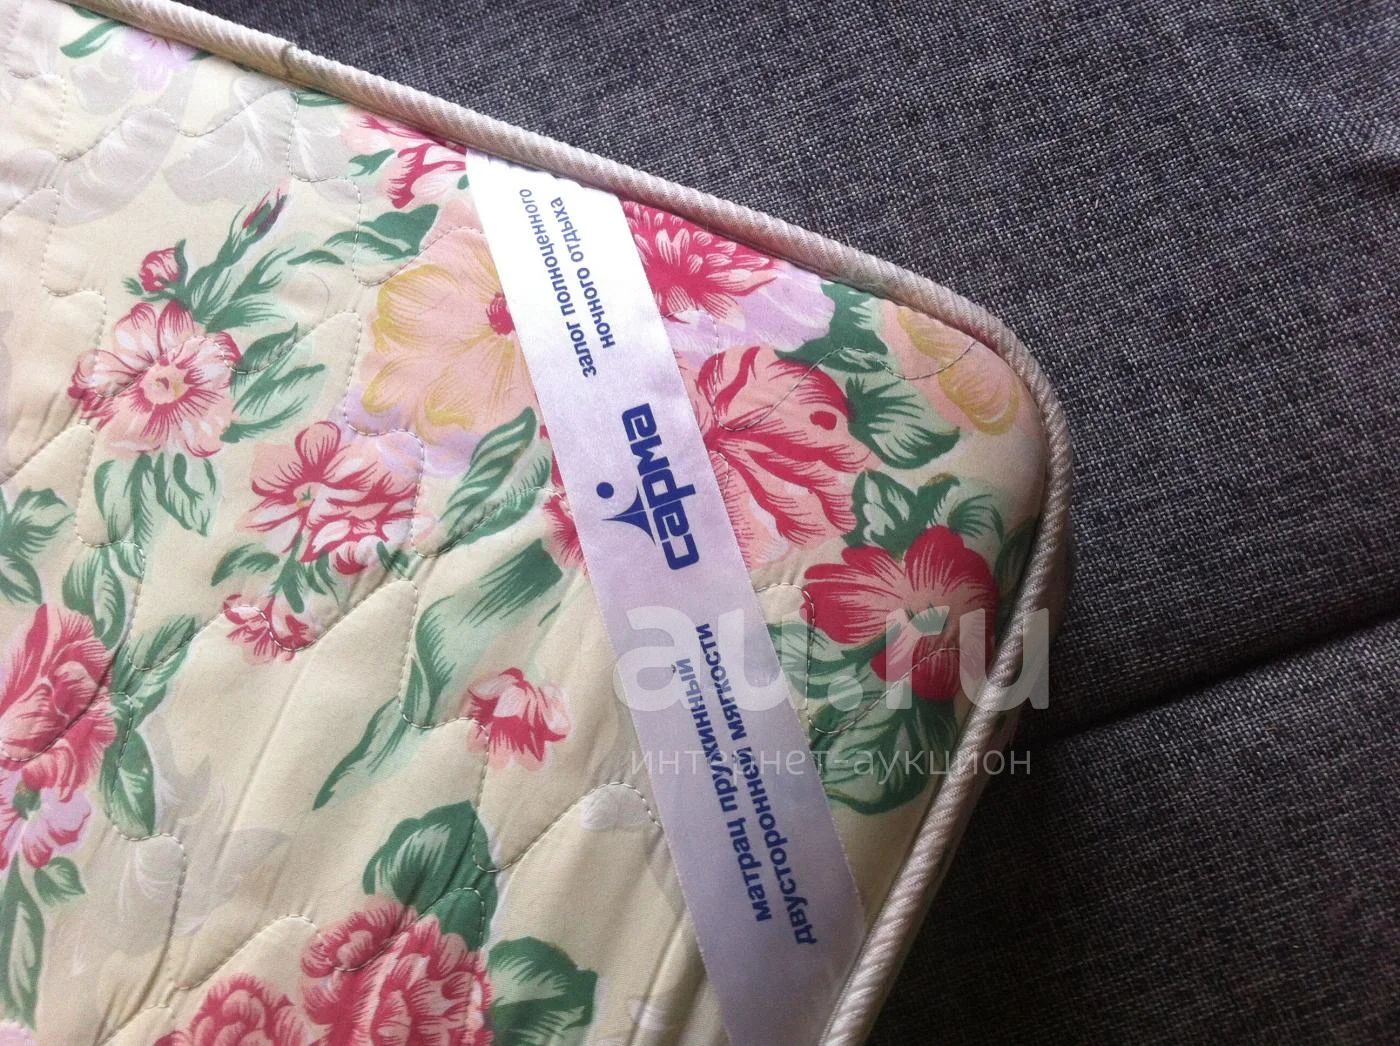 матрац пружинный
двусторонней мягкости
сарма
залог полноценного
ночного отдыха
au.ru
интернет-аукцион